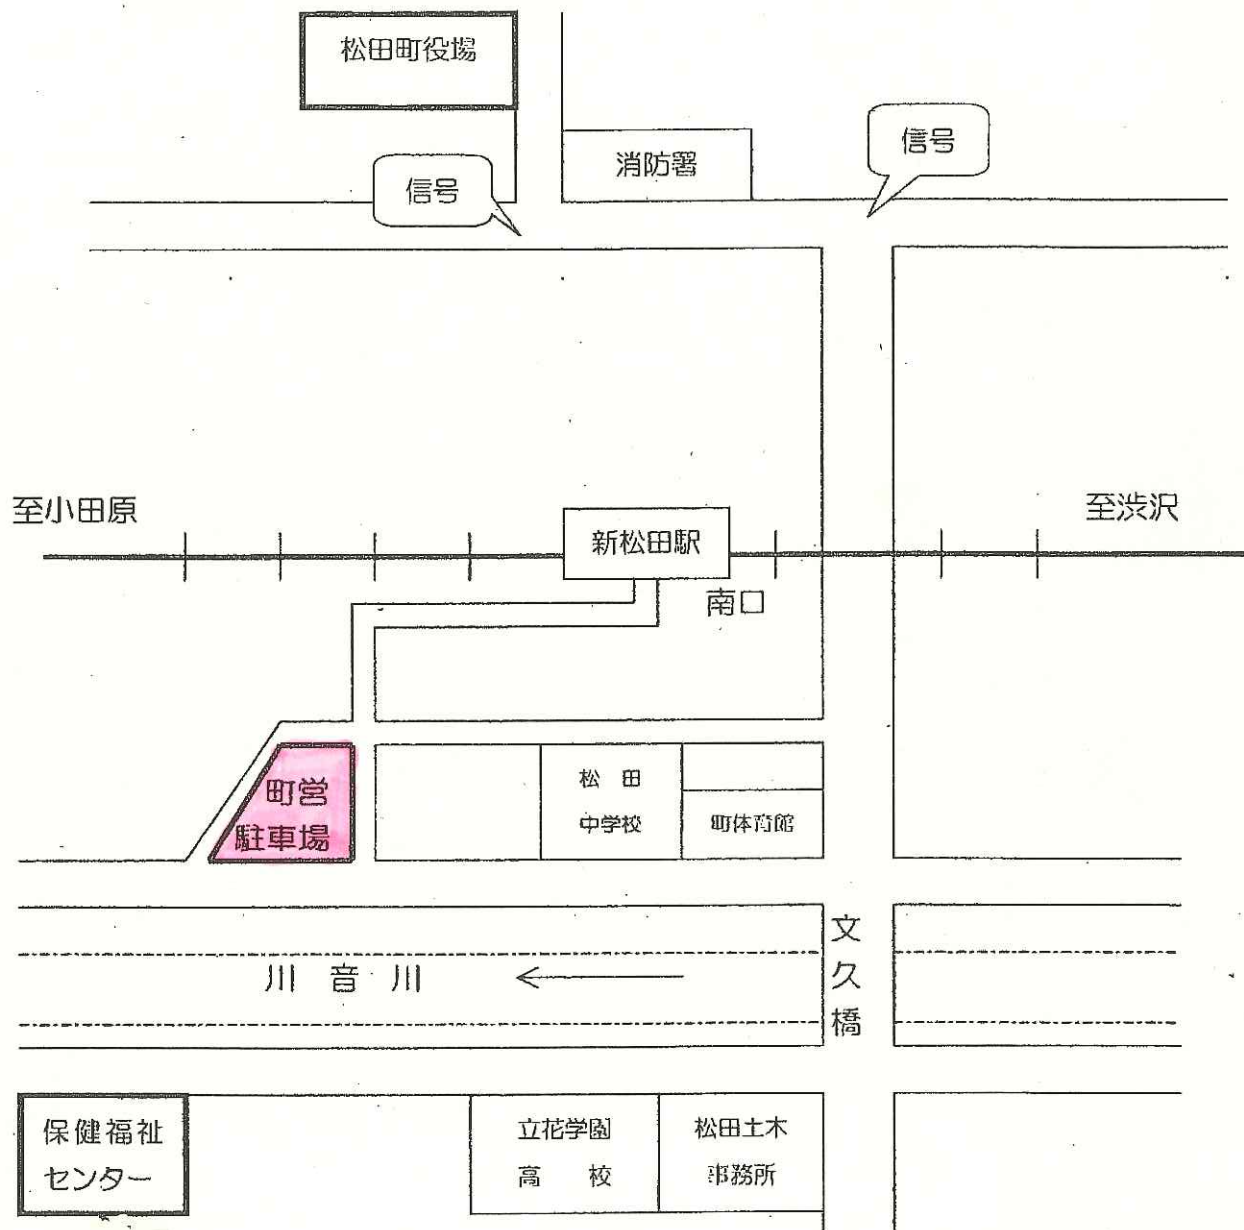 松田町役場
消防署
信号
信号
至小田原
至渋沢
新松田駅
南口
町営
駐車場
松田
中学校
町体育館
文久橋
川音川
保健福祉
センター
立花学園
高校
松田土木
事務所